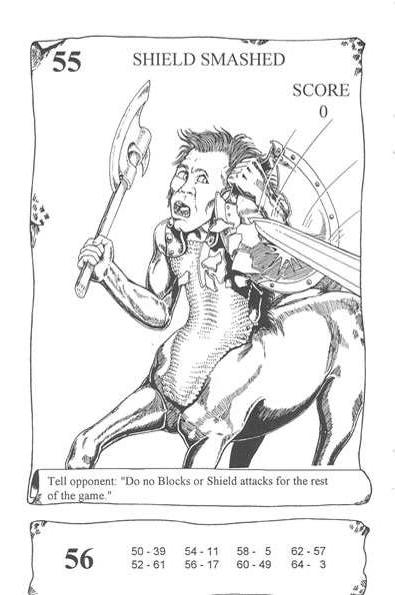 55 SHIELD SMASHED
SCORE
0
Tell opponent: "Do no Blocks or Shield attacks for the rest
of the game."
56
50 - 39 54 - 11 58 - 5 62 - 57
52 - 61 56 - 17 60 - 49 64 - 3